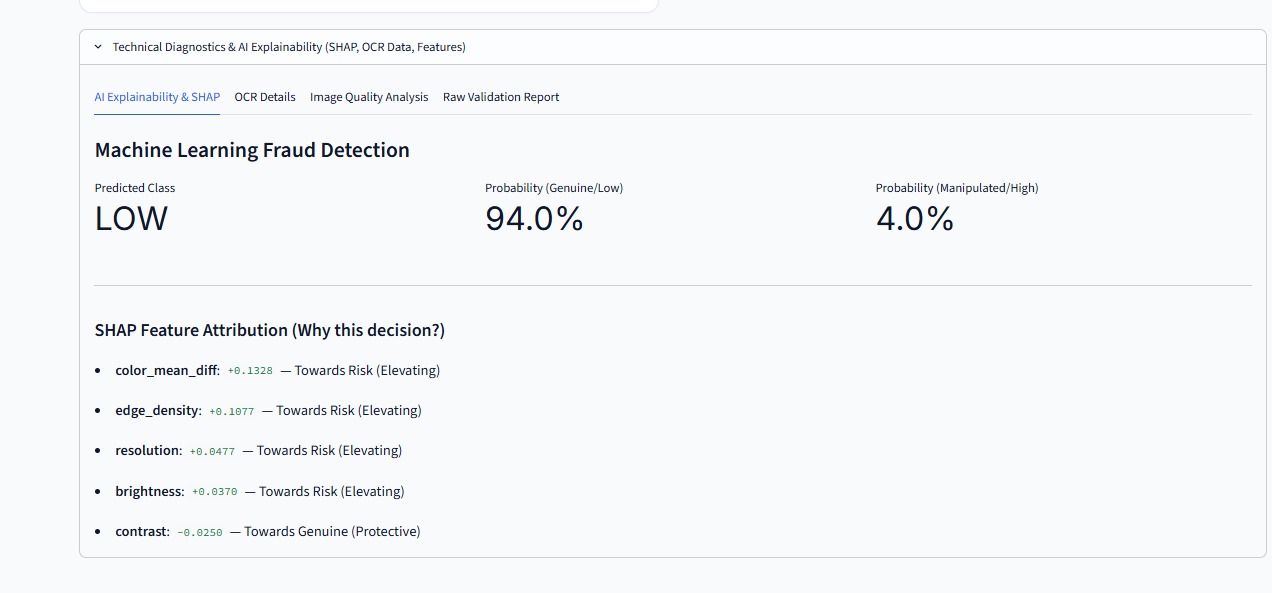 Technical Diagnostics & AI Explainability (SHAP, OCR Data, Features)
AI Explainability & SHAP OCR Details Image Quality Analysis Raw Validation Report
Machine Learning Fraud Detection
Predicted Class Probability (Genuine/Low) Probability (Manipulated/High)
LOW 94.0% 4.0%
SHAP Feature Attribution (Why this decision?)
• color_mean_diff: +0.1328 — Towards Risk (Elevating)
• edge_density: +0.1077 — Towards Risk (Elevating)
• resolution: +0.0477 — Towards Risk (Elevating)
• brightness: +0.0370 — Towards Risk (Elevating)
• contrast: -0.0250 — Towards Genuine (Protective)